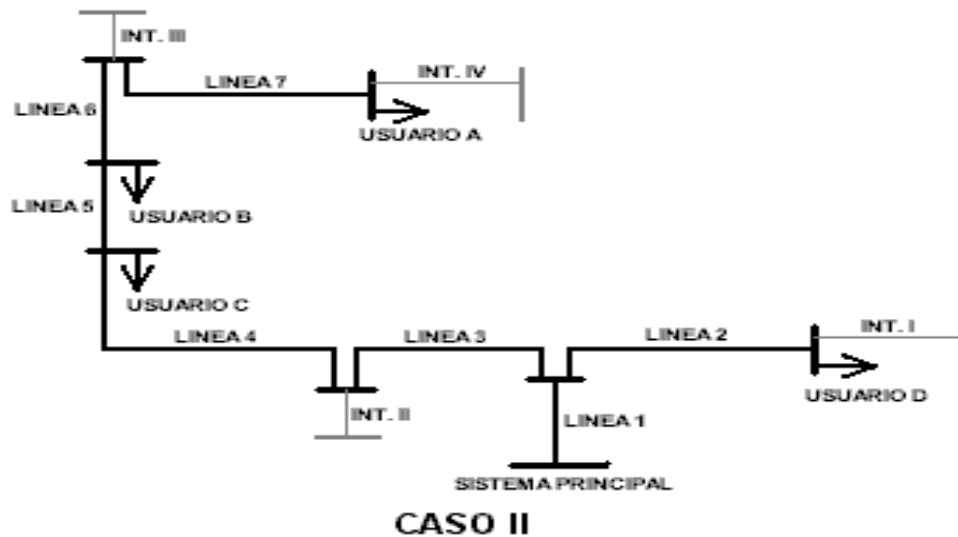 INT. III
LINEA 7
INT. IV
LINEA 6
USUARIO A
LINEA 5
USUARIO B
USUARIO C
LINEA 4
LINEA 3
LINEA 2
INT. I
USUARIO D
INT. II
LINEA 1
SISTEMA PRINCIPAL
CASO II